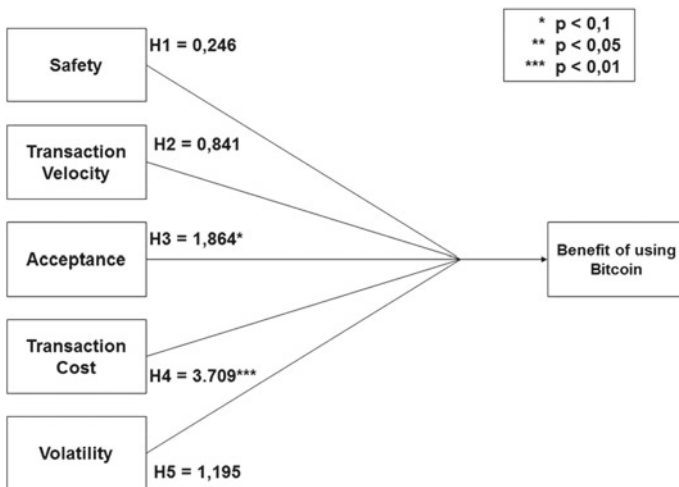 H1 = 0,246
Safety
* p < 0,1
** p < 0,05
*** p < 0,01
H2 = 0,841
Transaction
Velocity
H3 = 1,864*
Acceptance
Benefit of using
Bitcoin
Transaction
Cost
H4 = 3.709***
Volatility
H5 = 1,195